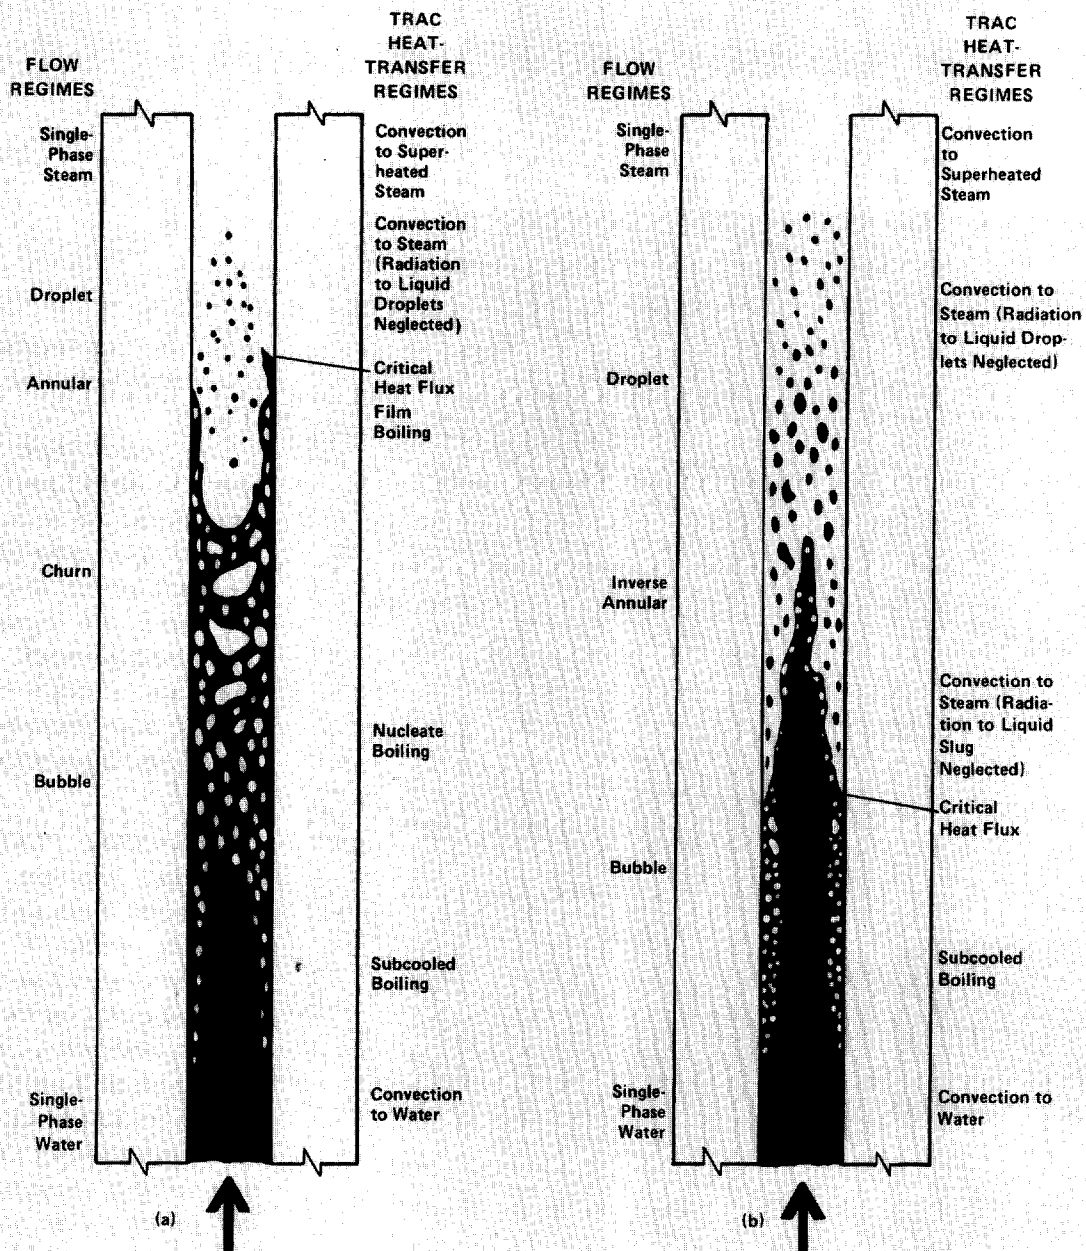 FLOW
REGIMES
TRAC
HEAT-
TRANSFER
REGIMES
Single-
Phase
Steam
Droplet
Annular
Churn
Bubble
Single-
Phase
Water
Convection
to Super-
heated
Steam
Convection
to Steam
(Radiation
to Liquid
Droplets
Neglected)
Critical
Heat Flux
Film
Boiling
Nucleate
Boiling
Subcooled
Boiling
Convection
to Water
(a)
FLOW
REGIMES
TRAC
HEAT-
TRANSFER
REGIMES
Single-
Phase
Steam
Droplet
Inverse
Annular
Bubble
Single-
Phase
Water
Convection
to
Superheated
Steam
Convection to
Steam (Radiation
to Liquid Drop-
lets Neglected)
Convection to
Steam (Radia-
tion to Liquid
Slug
Neglected)
Critical
Heat Flux
Subcooled
Boiling
Convection to
Water
(b)